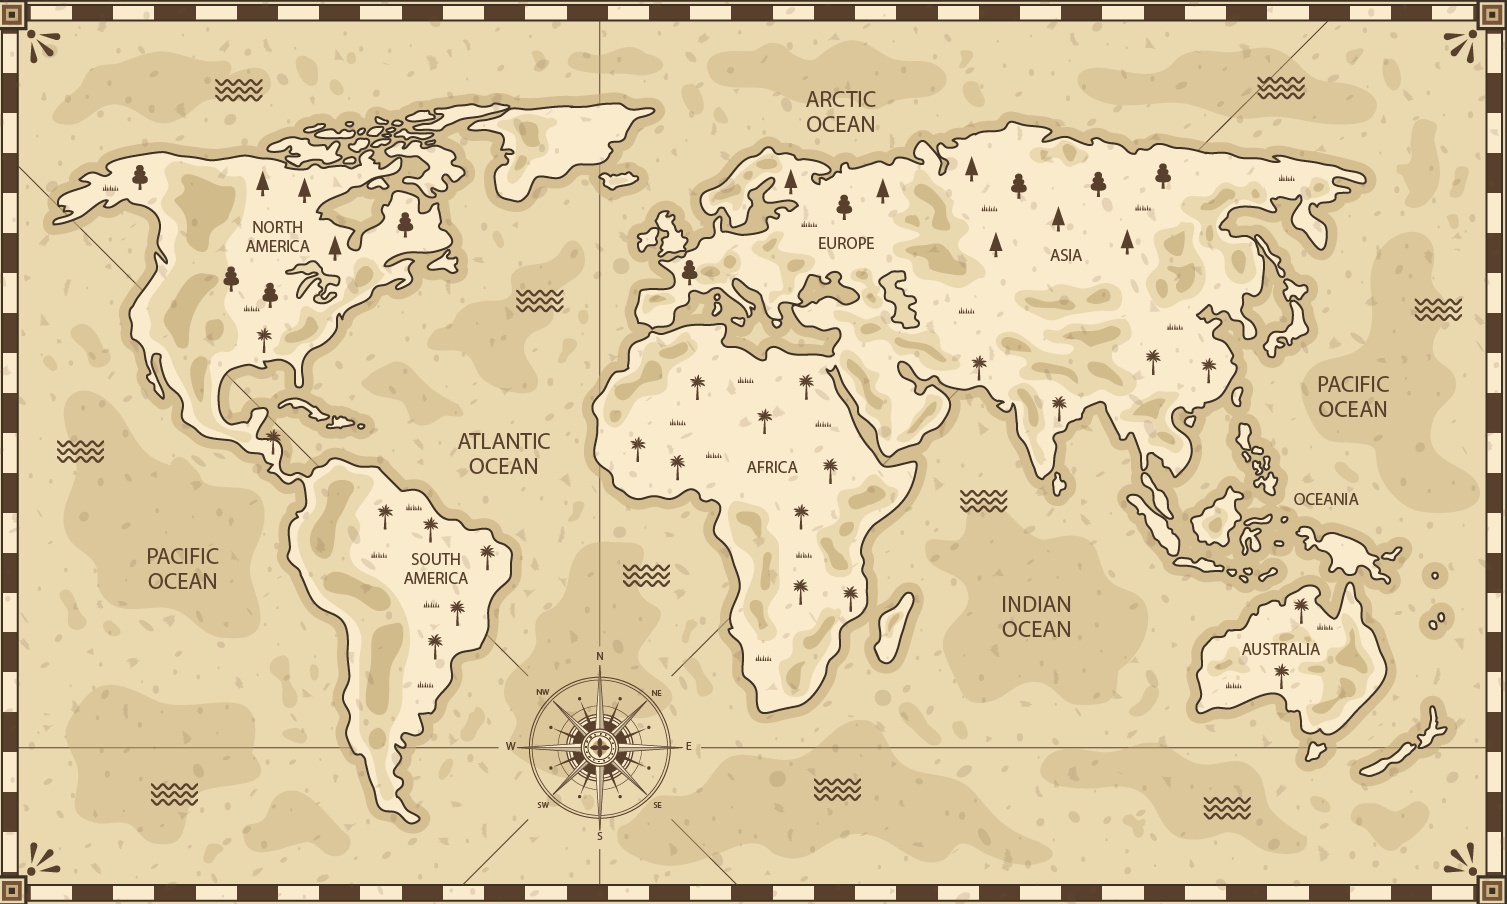 ARCTIC
OCEAN
NORTH
AMERICA
EUROPE
ASIA
PACIFIC
OCEAN
ATLANTIC
OCEAN
AFRICA
OCEANIA
PACIFIC
OCEAN
SOUTH
AMERICA
INDIAN
OCEAN
AUSTRALIA
N
NW
NE
W
E
SW
SE
S